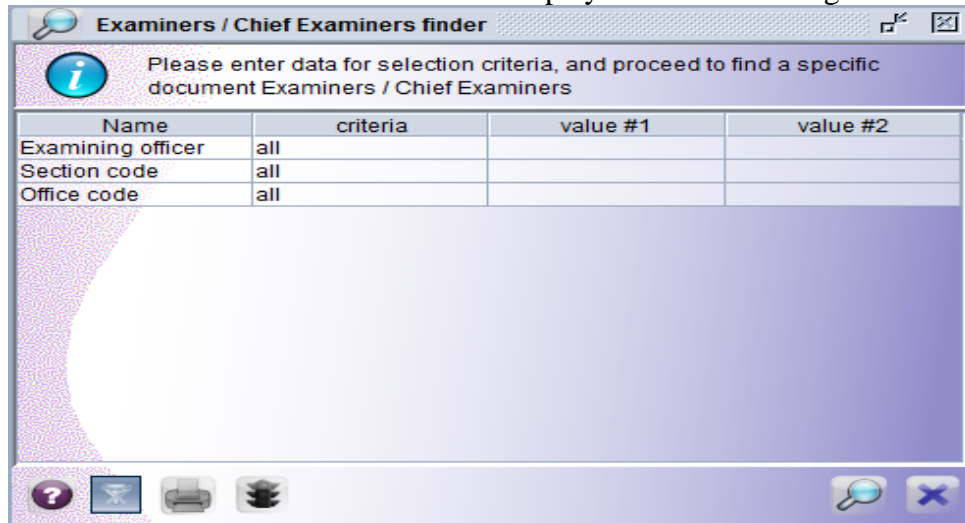 Examiners / Chief Examiners finder
Please enter data for selection criteria, and proceed to find a specific
document Examiners / Chief Examiners
Name criteria value #1 value #2
Examining officer all
Section code all
Office code all